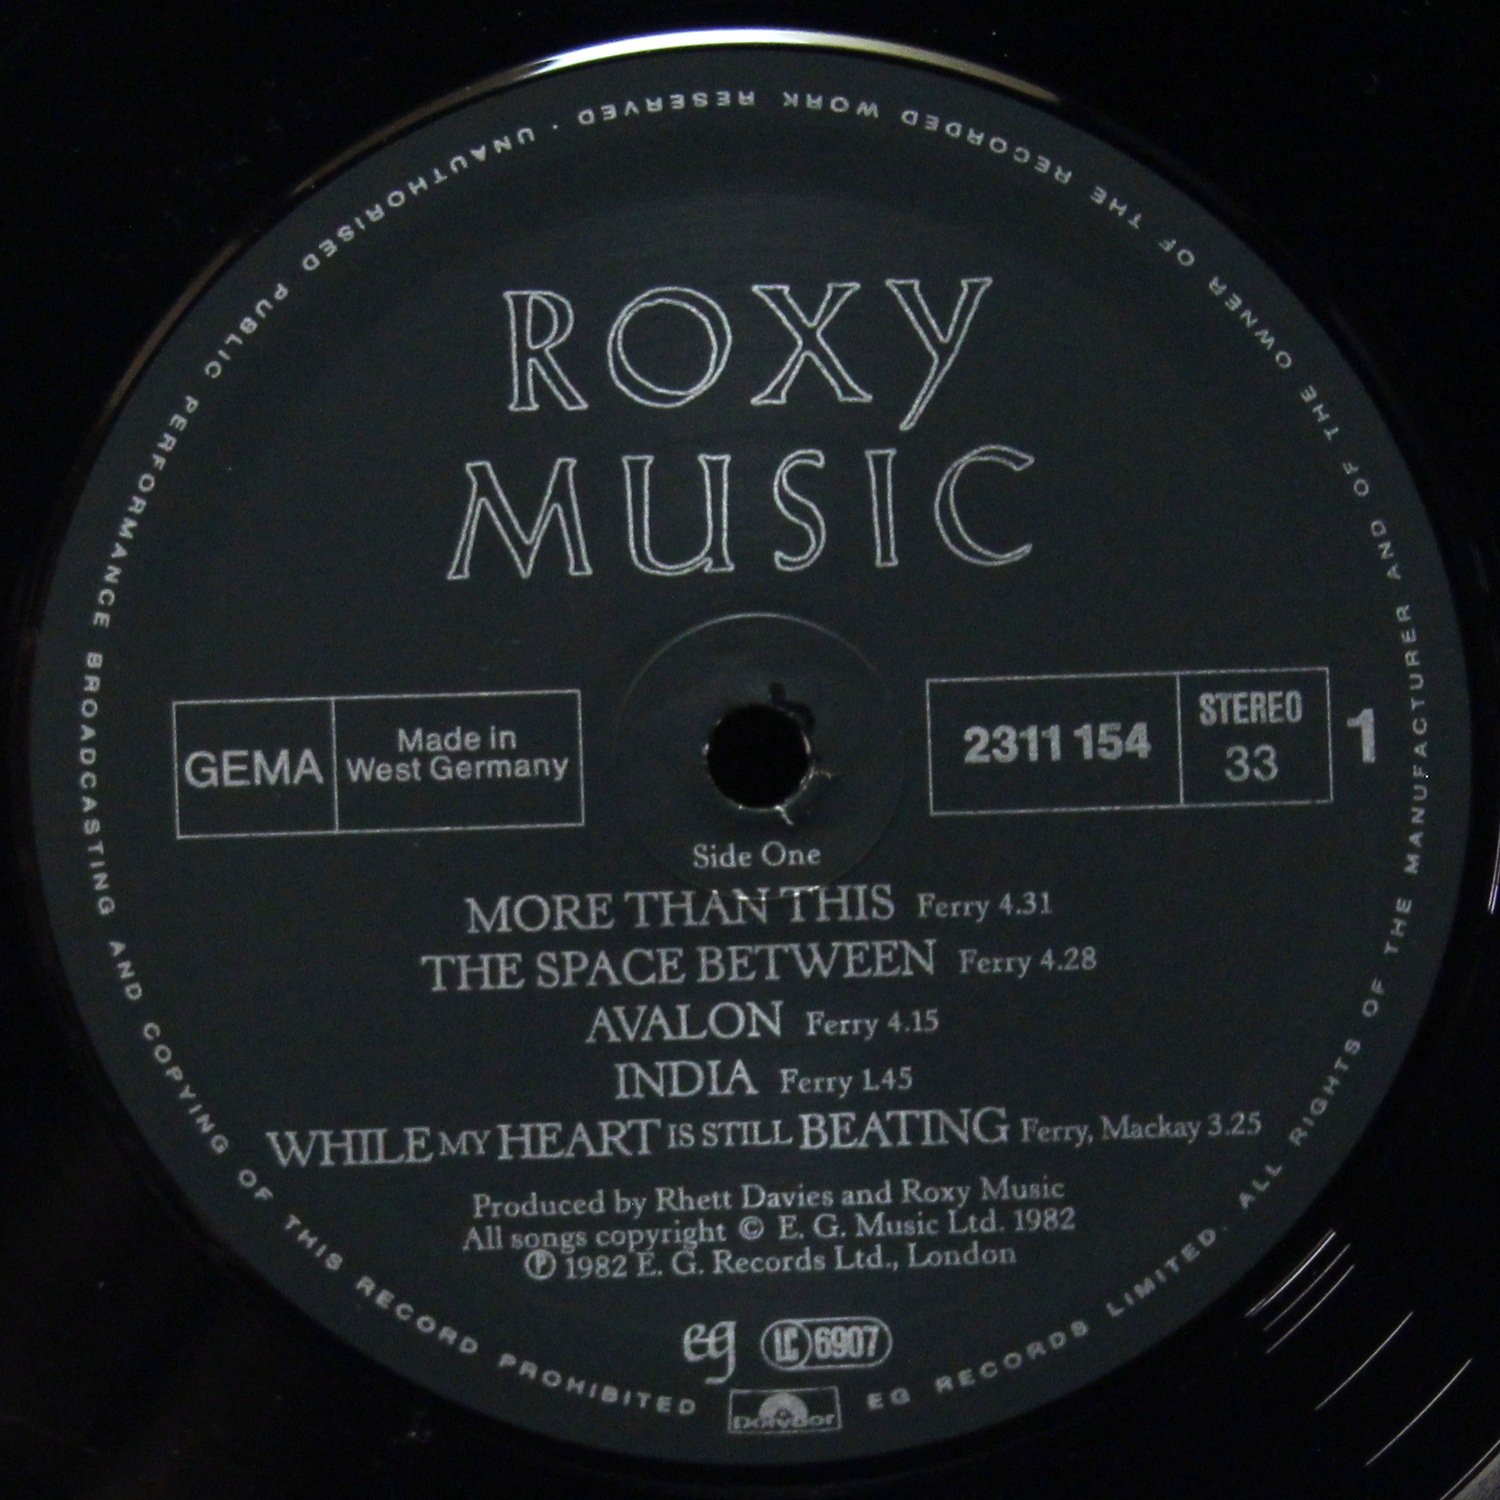 ROXY
MUSIC
GEMA
Made in
West Germany
2311 154
STEREO
33
1
Side One
MORE THAN THIS Ferry 4.31
THE SPACE BETWEEN Ferry 4.28
AVALON Ferry 4.15
INDIA Ferry 1.45
WHILE MY HEART IS STILL BEATING Ferry, Mackay 3.25
Produced by Rhett Davies and Roxy Music
All songs copyright © E. G. Music Ltd. 1982
℗ 1982 E. G. Records Ltd., London
eg LC 6907
Polydor
EG RECORDS LIMITED. ALL RIGHTS OF THE MANUFACTURER AND OF THE OWNER OF THE RECORDED WORK RESERVED · UNAUTHORISED PUBLIC PERFORMANCE BROADCASTING AND COPYING OF THIS RECORD PROHIBITED